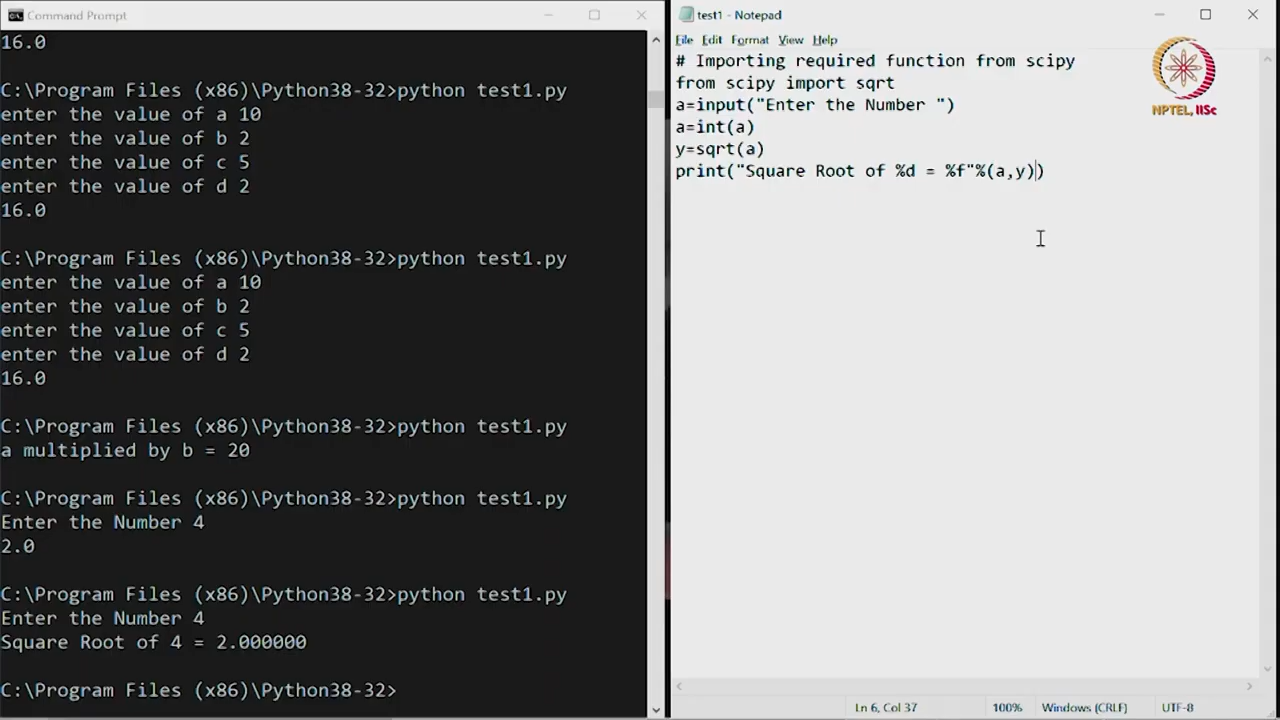 Command Prompt
16.0
C:\Program Files (x86)\Python38-32>python test1.py
enter the value of a 10
enter the value of b 2
enter the value of c 5
enter the value of d 2
16.0
C:\Program Files (x86)\Python38-32>python test1.py
enter the value of a 10
enter the value of b 2
enter the value of c 5
enter the value of d 2
16.0
C:\Program Files (x86)\Python38-32>python test1.py
a multiplied by b = 20
C:\Program Files (x86)\Python38-32>python test1.py
Enter the Number 4
2.0
C:\Program Files (x86)\Python38-32>python test1.py
Enter the Number 4
Square Root of 4 = 2.000000
C:\Program Files (x86)\Python38-32>
test1 - Notepad
File Edit Format View Help
# Importing required function from scipy
from scipy import sqrt
a=input("Enter the Number ")
a=int(a)
y=sqrt(a)
print("Square Root of %d = %f"%(a,y))
NPTEL, IISc
Ln 6, Col 37
100%
Windows (CRLF)
UTF-8